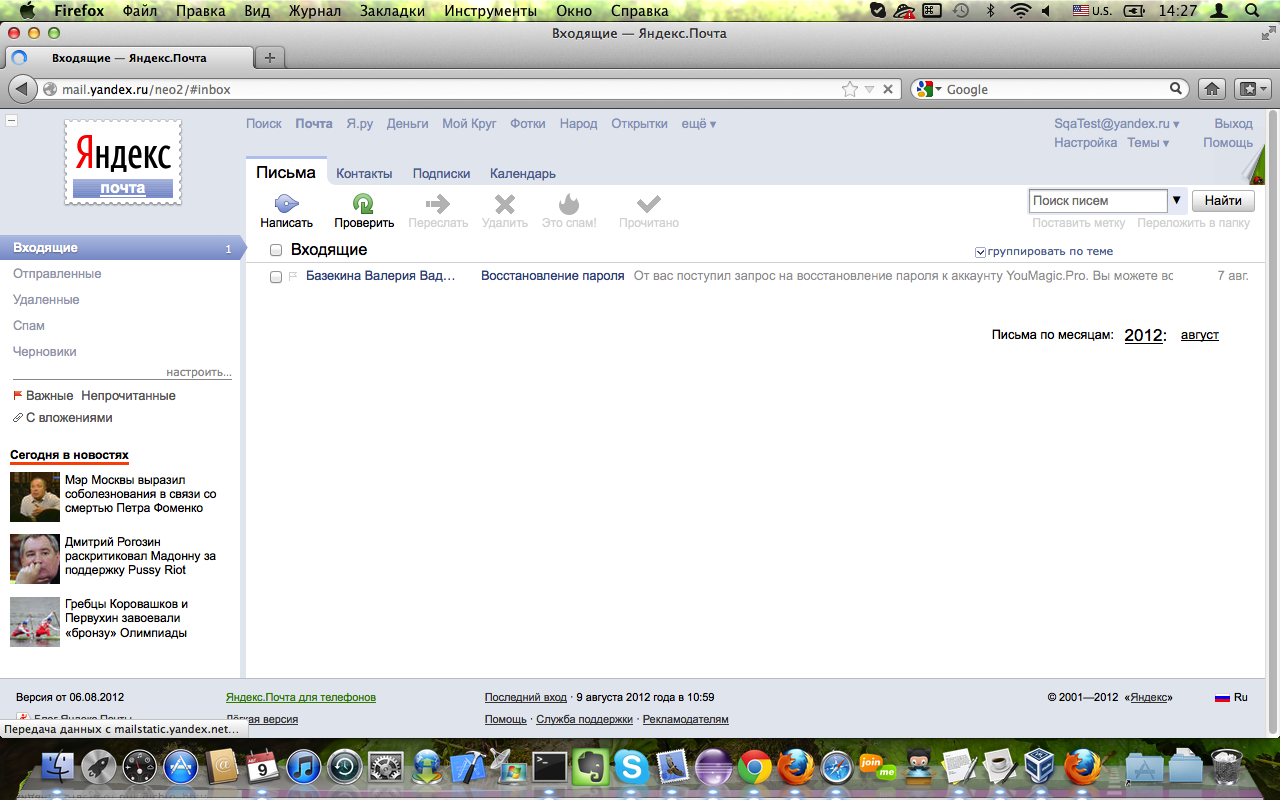 Firefox Файл Правка Вид Журнал Закладки Инструменты Окно Справка U.S. 14:27
Входящие — Яндекс.Почта
Входящие — Яндекс.Почта
mail.yandex.ru/neo2/#inbox Google
Яндекс
почта
Поиск Почта Я.ру Деньги Мой Круг Фотки Народ Открытки ещё ▾ SqaTest@yandex.ru ▾ Выход
Настройка Темы ▾ Помощь
Письма Контакты Подписки Календарь
Написать Проверить Переслать Удалить Это спам! Прочитано
Поиск писем ▼ Найти
Поставить метку Переложить в папку
Входящие 1
Отправленные
Удаленные
Спам
Черновики
настроить...
Важные Непрочитанные
С вложениями
Входящие группировать по теме
Базекина Валерия Вад… Восстановление пароля От вас поступил запрос на восстановление пароля к аккаунту YouMagic.Pro. Вы можете вс 7 авг.
Письма по месяцам: 2012: август
Сегодня в новостях
Мэр Москвы выразил
соболезнования в связи со
смертью Петра Фоменко
Дмитрий Рогозин
раскритиковал Мадонну за
поддержку Pussy Riot
Гребцы Коровашков и
Первухин завоевали
«бронзу» Олимпиады
Версия от 06.08.2012 Яндекс.Почта для телефонов Последний вход · 9 августа 2012 года в 10:59 © 2001—2012 «Яндекс» Ru
Блог Яндекс.Почты Лёгкая версия Помощь · Служба поддержки · Рекламодателям
Передача данных с mailstatic.yandex.net...
9
join
me